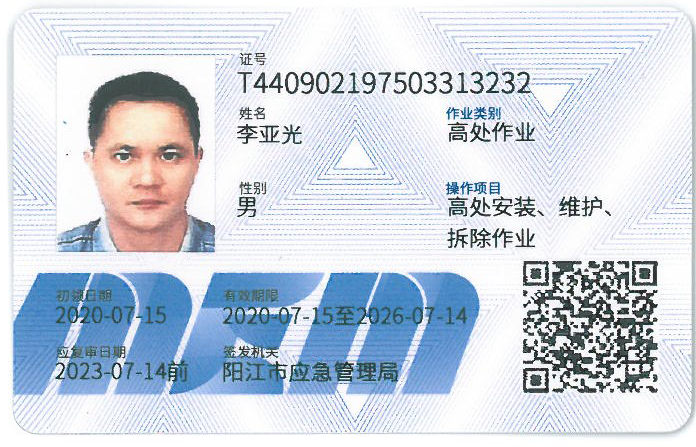 证号
T440902197503313232
姓名
李亚光
作业类别
高处作业
性别
男
操作项目
高处安装、维护、
拆除作业
初领日期
2020-07-15
有效期限
2020-07-15至2026-07-14
应复审日期
2023-07-14前
签发机关
阳江市应急管理局